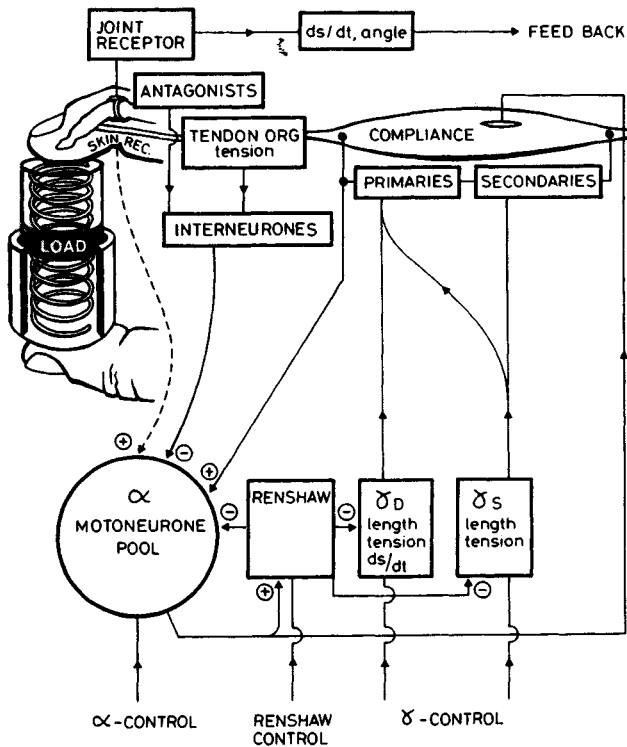 JOINT
RECEPTOR
ds/dt, angle
FEED BACK
ANTAGONISTS
SKIN REC.
TENDON ORG
tension
COMPLIANCE
PRIMARIES
SECONDARIES
INTERNEURONES
LOAD
+
−
+
α
MOTONEURONE
POOL
−
RENSHAW
−
+
γD
length
tension
ds/dt
γS
length
tension
−
α-CONTROL
RENSHAW
CONTROL
γ-CONTROL